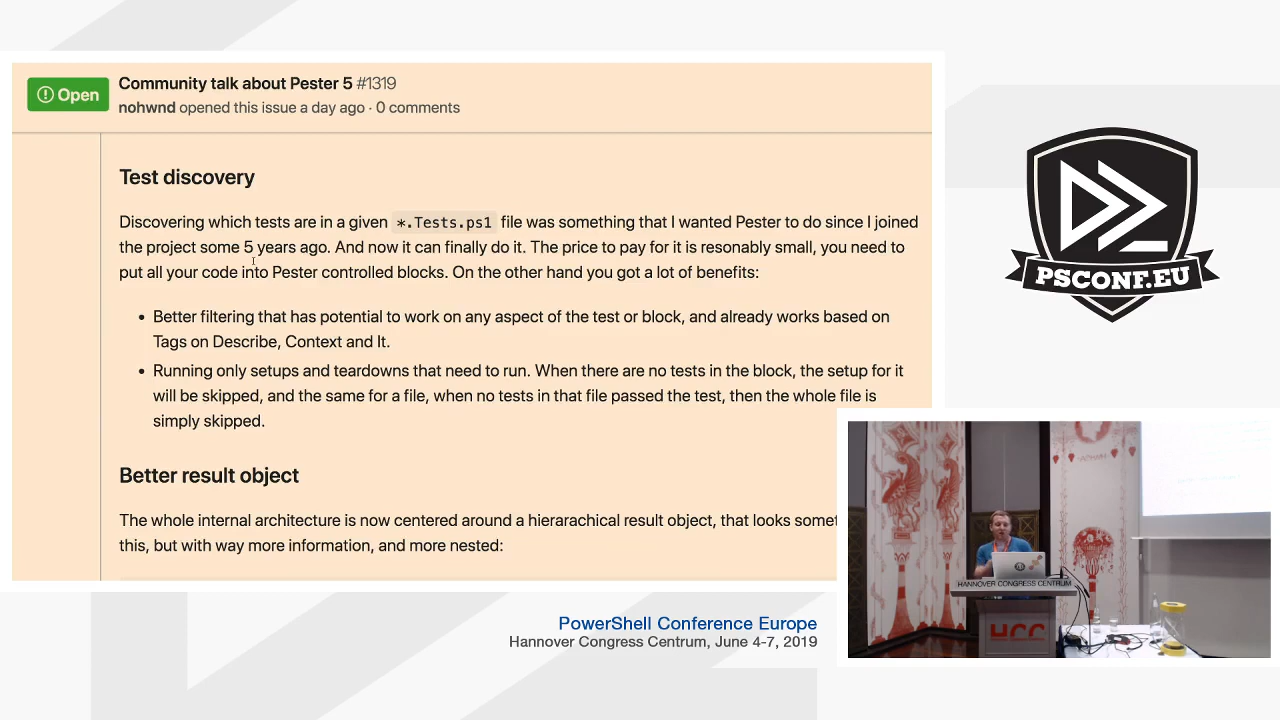 Open
Community talk about Pester 5 #1319
nohwnd opened this issue a day ago · 0 comments
Test discovery
Discovering which tests are in a given *.Tests.ps1 file was something that I wanted Pester to do since I joined
the project some 5 years ago. And now it can finally do it. The price to pay for it is resonably small, you need to
put all your code into Pester controlled blocks. On the other hand you got a lot of benefits:
• Better filtering that has potential to work on any aspect of the test or block, and already works based on
Tags on Describe, Context and It.
• Running only setups and teardowns that need to run. When there are no tests in the block, the setup for it
will be skipped, and the same for a file, when no tests in that file passed the test, then the whole file is
simply skipped.
Better result object
The whole internal architecture is now centered around a hierarachical result object, that looks somet
this, but with way more information, and more nested:
PSCONF.EU
HANNOVER CONGRESS CENTRUM
HCC
PowerShell Conference Europe
Hannover Congress Centrum, June 4-7, 2019